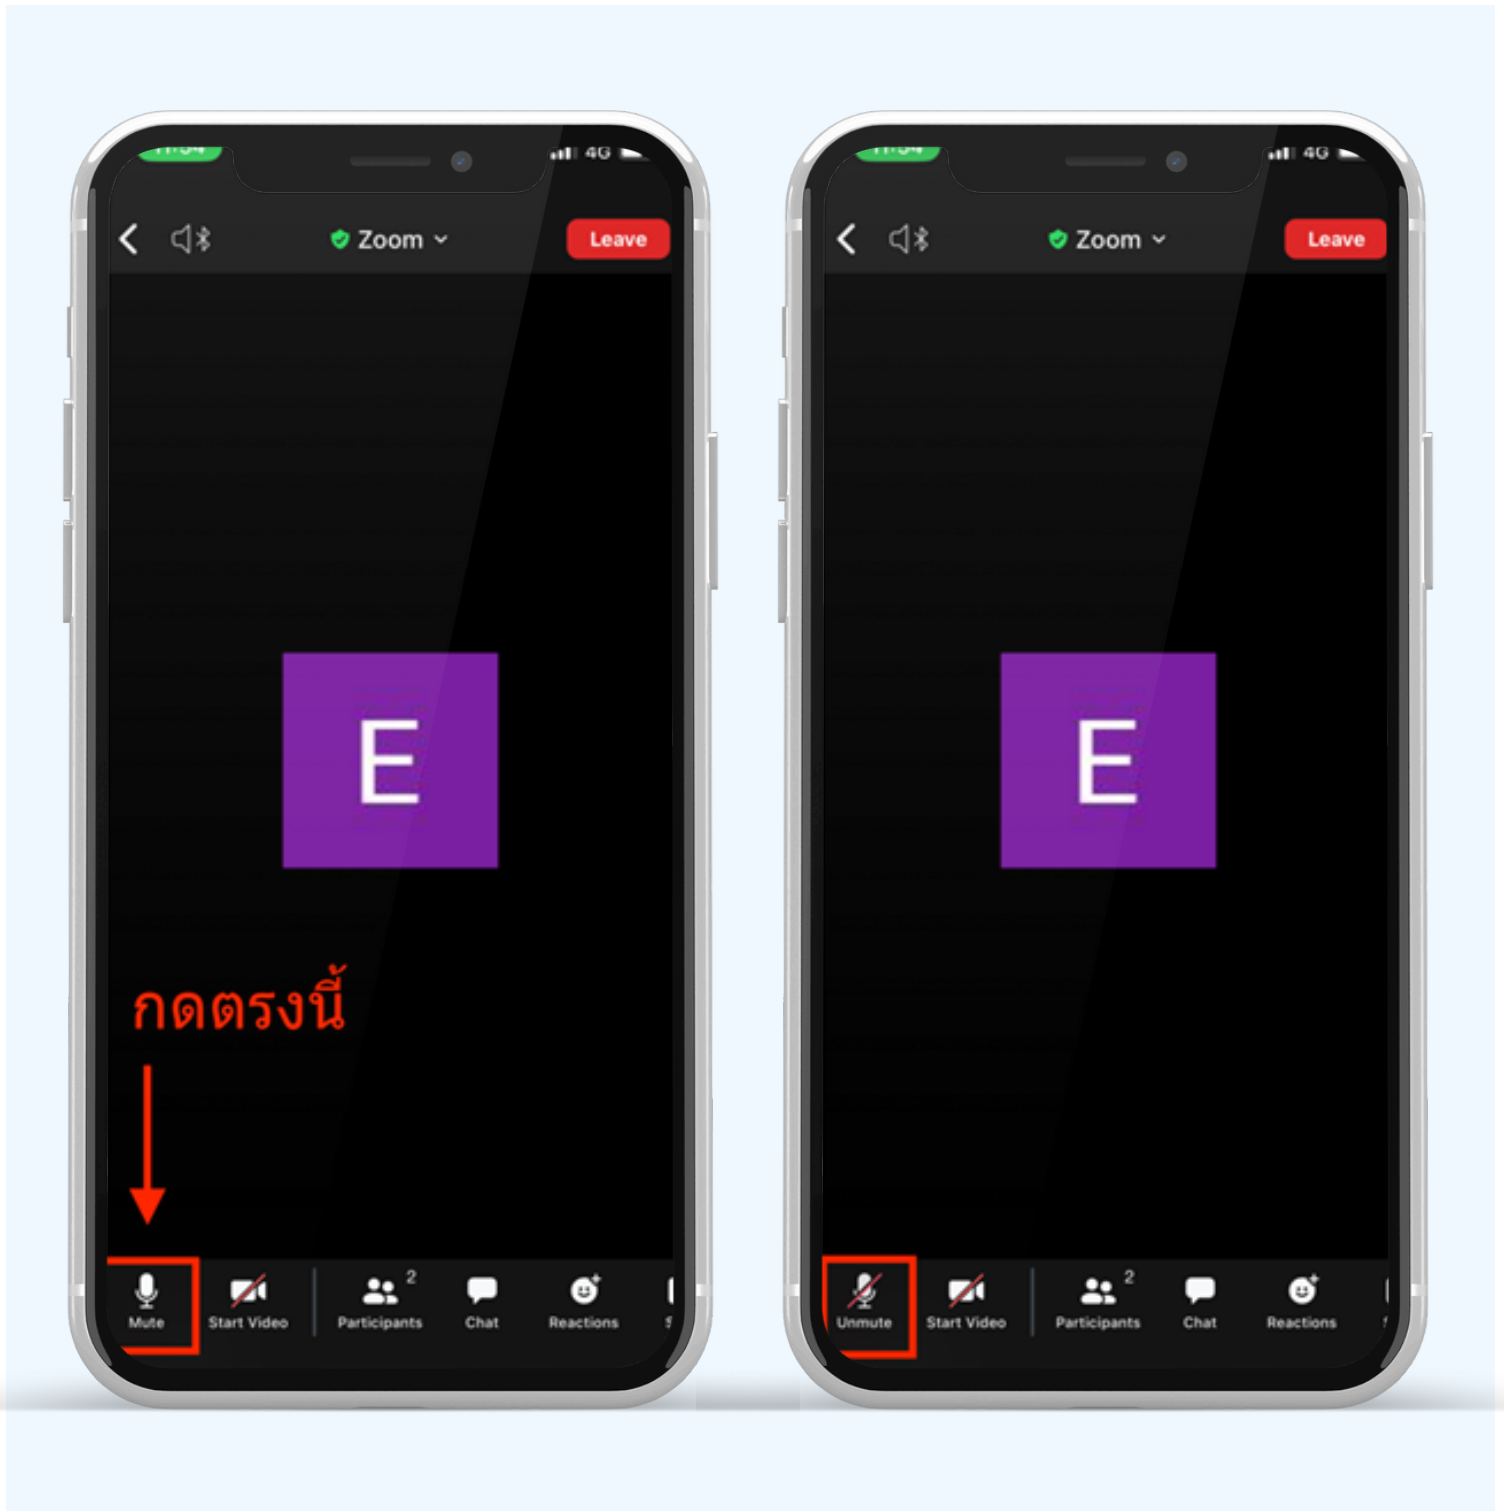 4G
Zoom
Leave
E
กดตรงนี้
Mute
Start Video
2
Participants
Chat
Reactions
4G
Zoom
Leave
E
Unmute
Start Video
2
Participants
Chat
Reactions